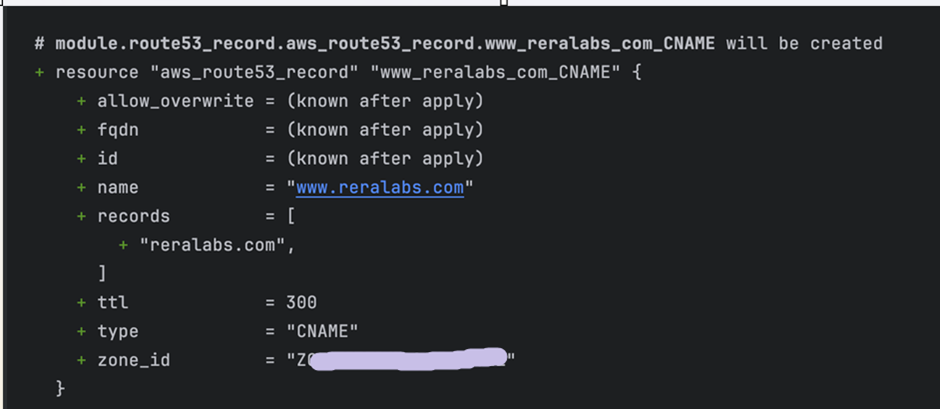 # module.route53_record.aws_route53_record.www_reralabs_com_CNAME will be created
+ resource "aws_route53_record" "www_reralabs_com_CNAME" {
+ allow_overwrite = (known after apply)
+ fqdn = (known after apply)
+ id = (known after apply)
+ name = "www.reralabs.com"
+ records = [
+ "reralabs.com",
]
+ ttl = 300
+ type = "CNAME"
+ zone_id = "Z "
}